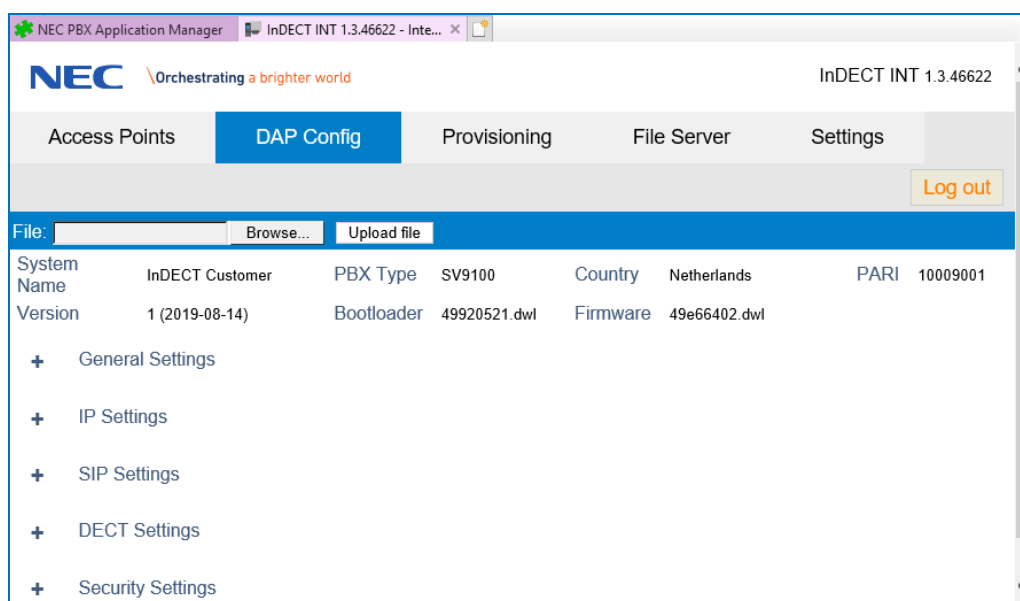 NEC PBX Application Manager InDECT INT 1.3.46622 - Inte...
NEC \Orchestrating a brighter world InDECT INT 1.3.46622
Access Points DAP Config Provisioning File Server Settings
Log out
File: Browse... Upload file
System Name InDECT Customer PBX Type SV9100 Country Netherlands PARI 10009001
Version 1 (2019-08-14) Bootloader 49920521.dwl Firmware 49e66402.dwl
+ General Settings
+ IP Settings
+ SIP Settings
+ DECT Settings
+ Security Settings